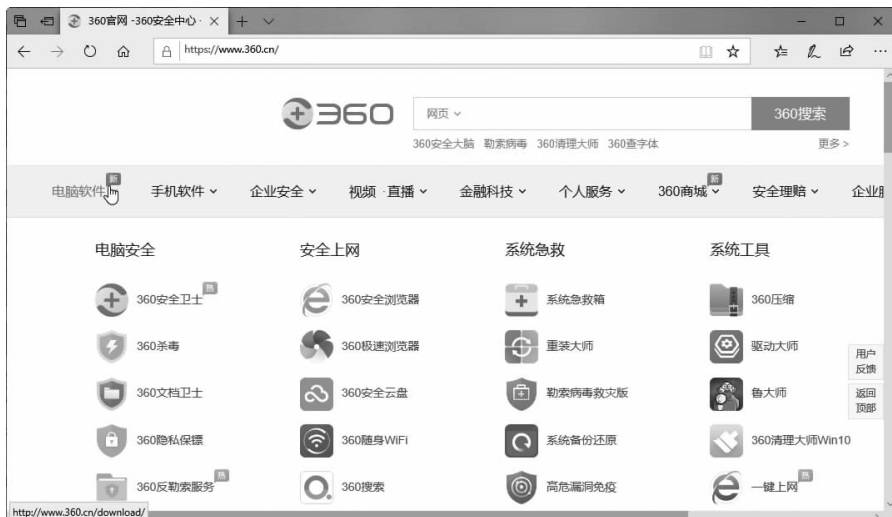 360官网 -360安全中心 ·
https://www.360.cn/
360
网页
360搜索
360安全大脑 勒索病毒 360清理大师 360查字体
更多 >
新
新
电脑软件 手机软件 企业安全 视频 · 直播 金融科技 个人服务 360商城 安全理赔 企业服
电脑安全 安全上网 系统急救 系统工具
热
360安全卫士 360安全浏览器 系统急救箱 360压缩
360杀毒 360极速浏览器 重装大师 驱动大师
用户
反馈
360文档卫士 360安全云盘 勒索病毒救灾版 鲁大师
返回
顶部
360隐私保镖 360随身WiFi 系统备份还原 360清理大师Win10
热
热
360反勒索服务 360搜索 高危漏洞免疫 一键上网
http://www.360.cn/download/